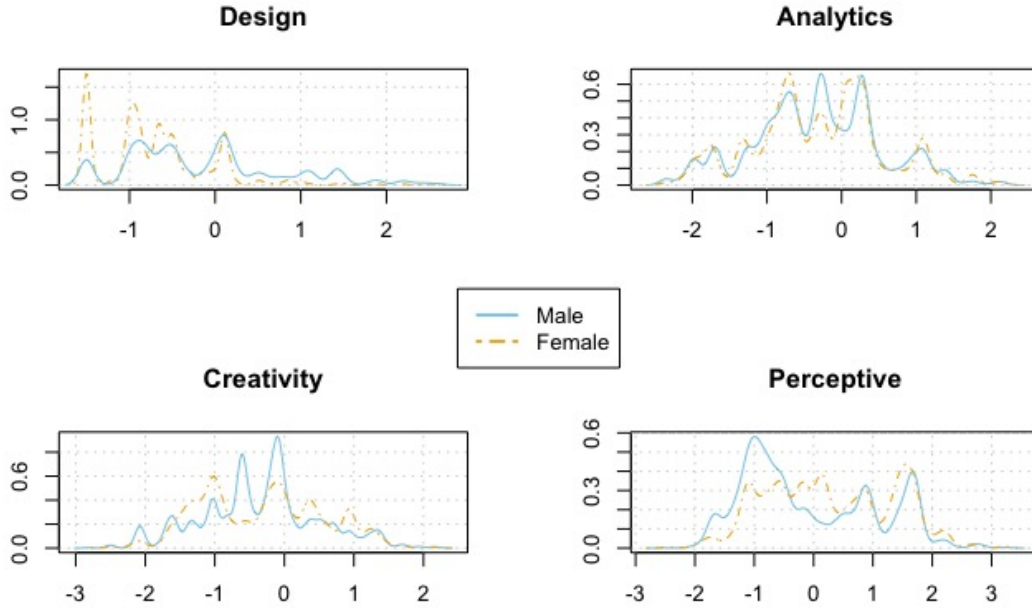 Design
1.0
0.0
-1 0 1 2
Analytics
0.6
0.3
0.0
-2 -1 0 1 2
Male
Female
Creativity
0.6
0.0
-3 -2 -1 0 1 2
Perceptive
0.6
0.3
0.0
-3 -2 -1 0 1 2 3